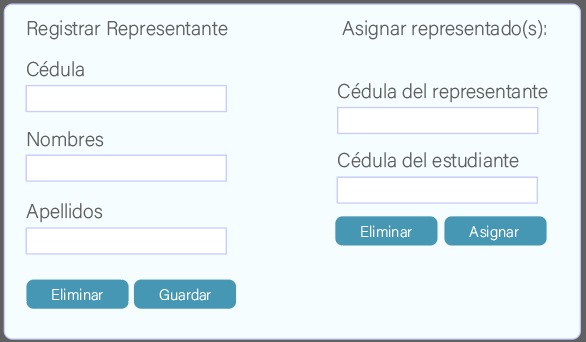 Registrar Representante
Cédula
Nombres
Apellidos
Eliminar
Guardar
Asignar representado(s):
Cédula del representante
Cédula del estudiante
Eliminar
Asignar